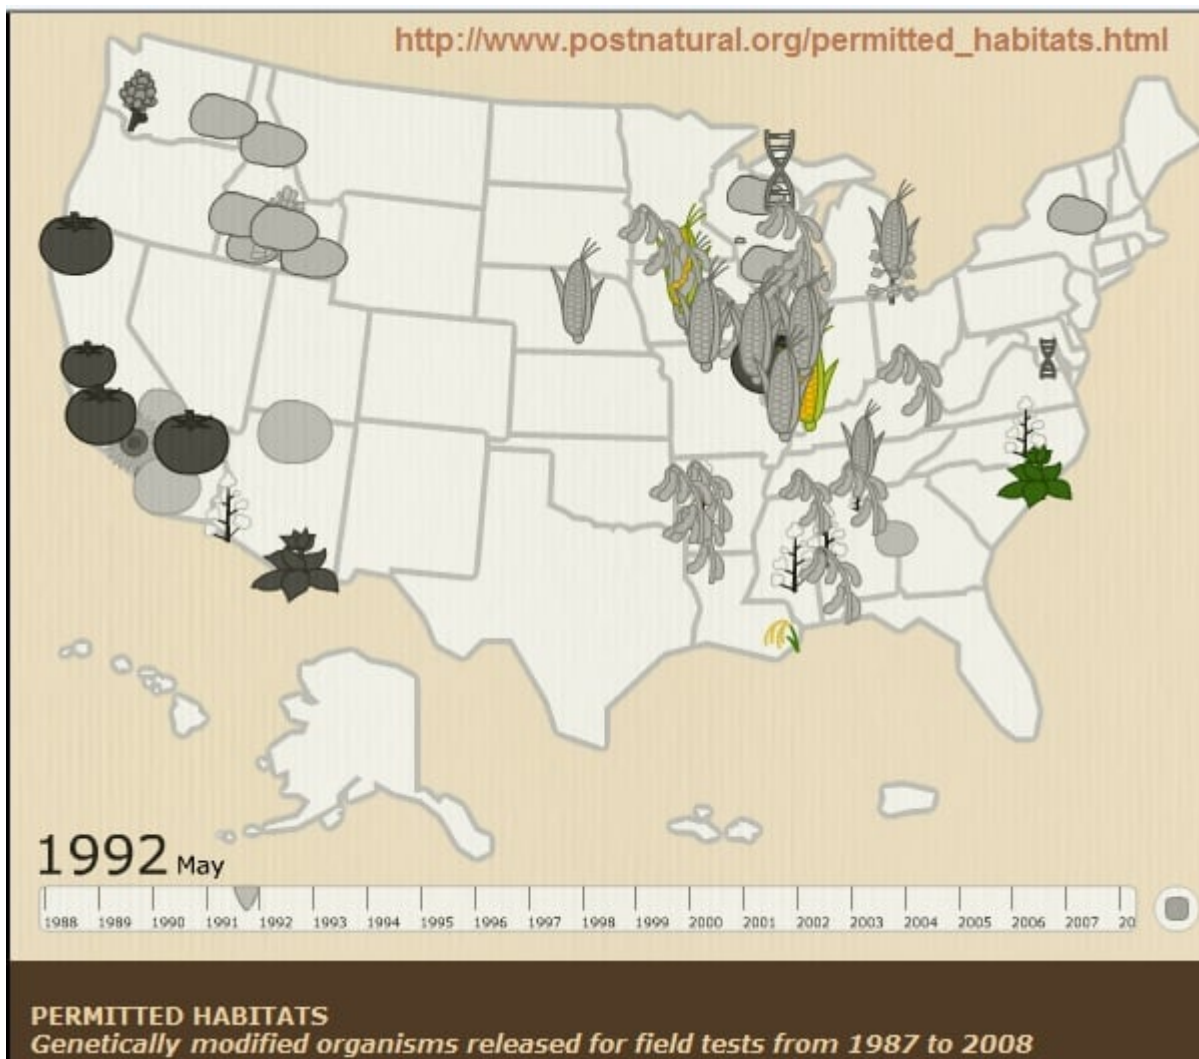 http://www.postnatural.org/permitted_habitats.html
1992 May
1988 1989 1990 1991 1992 1993 1994 1995 1996 1997 1998 1999 2000 2001 2002 2003 2004 2005 2006 2007 20
PERMITTED HABITATS
Genetically modified organisms released for field tests from 1987 to 2008